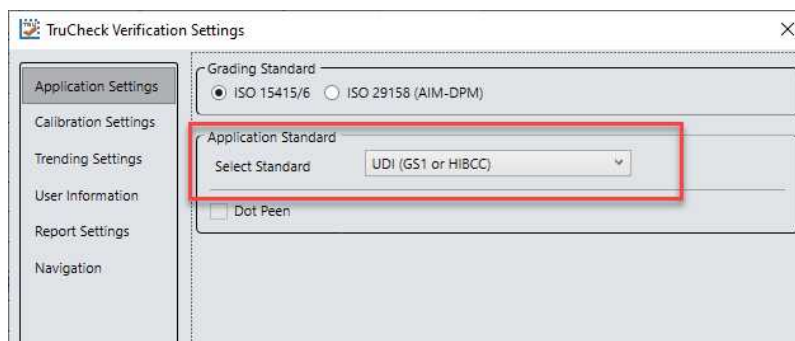 TruCheck Verification Settings
Application Settings
Calibration Settings
Trending Settings
User Information
Report Settings
Navigation
Grading Standard
ISO 15415/6 ISO 29158 (AIM-DPM)
Application Standard
Select Standard UDI (GS1 or HIBCC)
Dot Peen